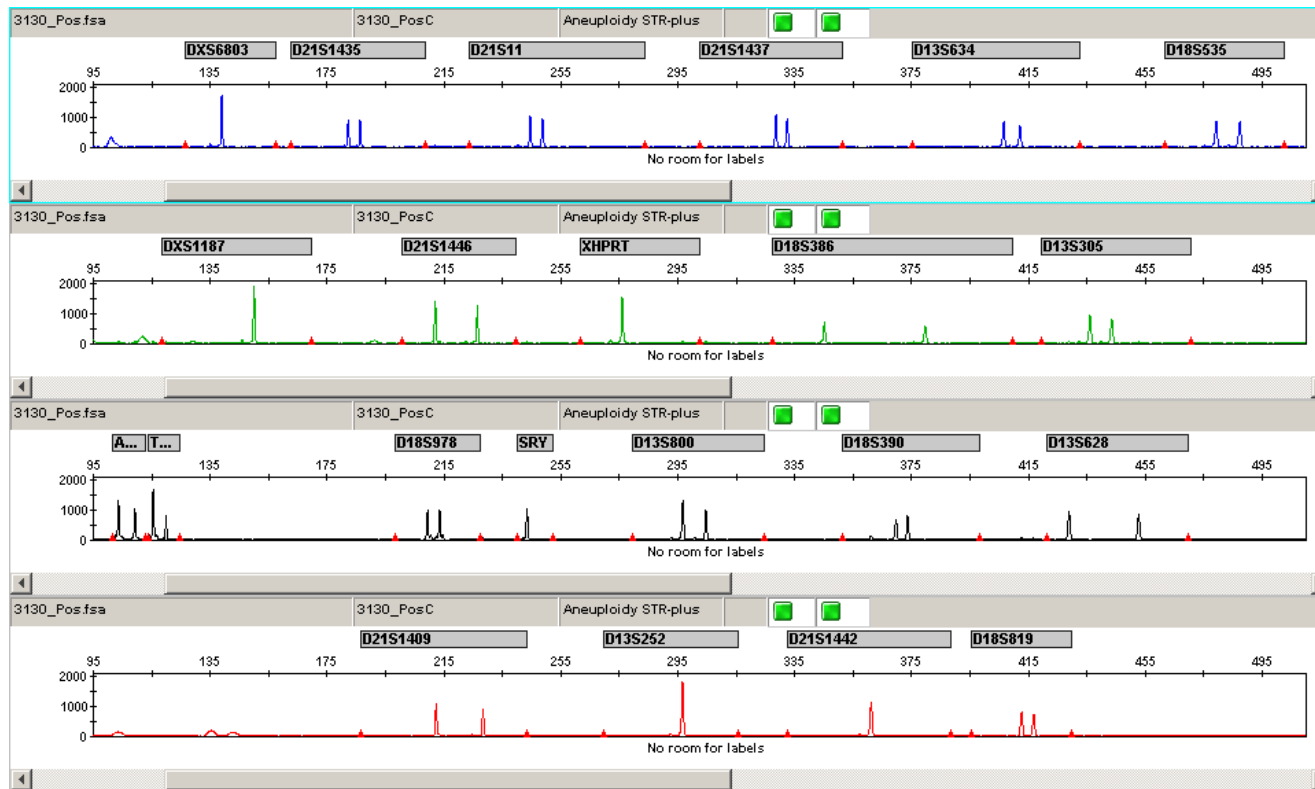 3130_Pos.fsa 3130_PosC Aneuploidy STR-plus
DXS6803 D21S1435 D21S11 D21S1437 D13S634 D18S535
95 135 175 215 255 295 335 375 415 455 495
2000
1000
0
No room for labels
3130_Pos.fsa 3130_PosC Aneuploidy STR-plus
DXS1187 D21S1446 XHPRT D18S386 D13S305
95 135 175 215 255 295 335 375 415 455 495
2000
1000
0
No room for labels
3130_Pos.fsa 3130_PosC Aneuploidy STR-plus
A... T... D18S978 SRY D13S800 D18S390 D13S628
95 135 175 215 255 295 335 375 415 455 495
2000
1000
0
No room for labels
3130_Pos.fsa 3130_PosC Aneuploidy STR-plus
D21S1409 D13S252 D21S1442 D18S819
95 135 175 215 255 295 335 375 415 455 495
2000
1000
0
No room for labels